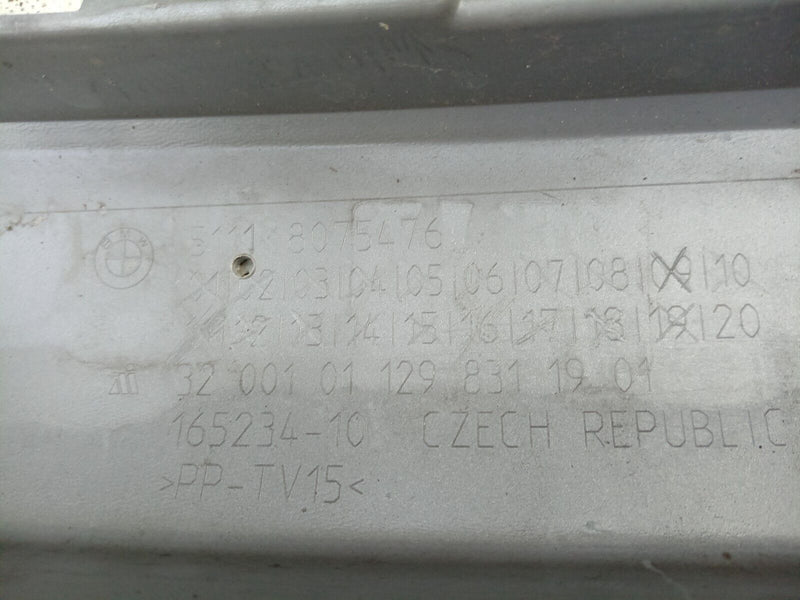 5111 8075476
01|02|03|04|05|06|07|08|09|10
11|12|13|14|15|16|17|18|19|20
32 001 01 129 831 19 01
165234-10 CZECH REPUBLIC
>PP-TV15<